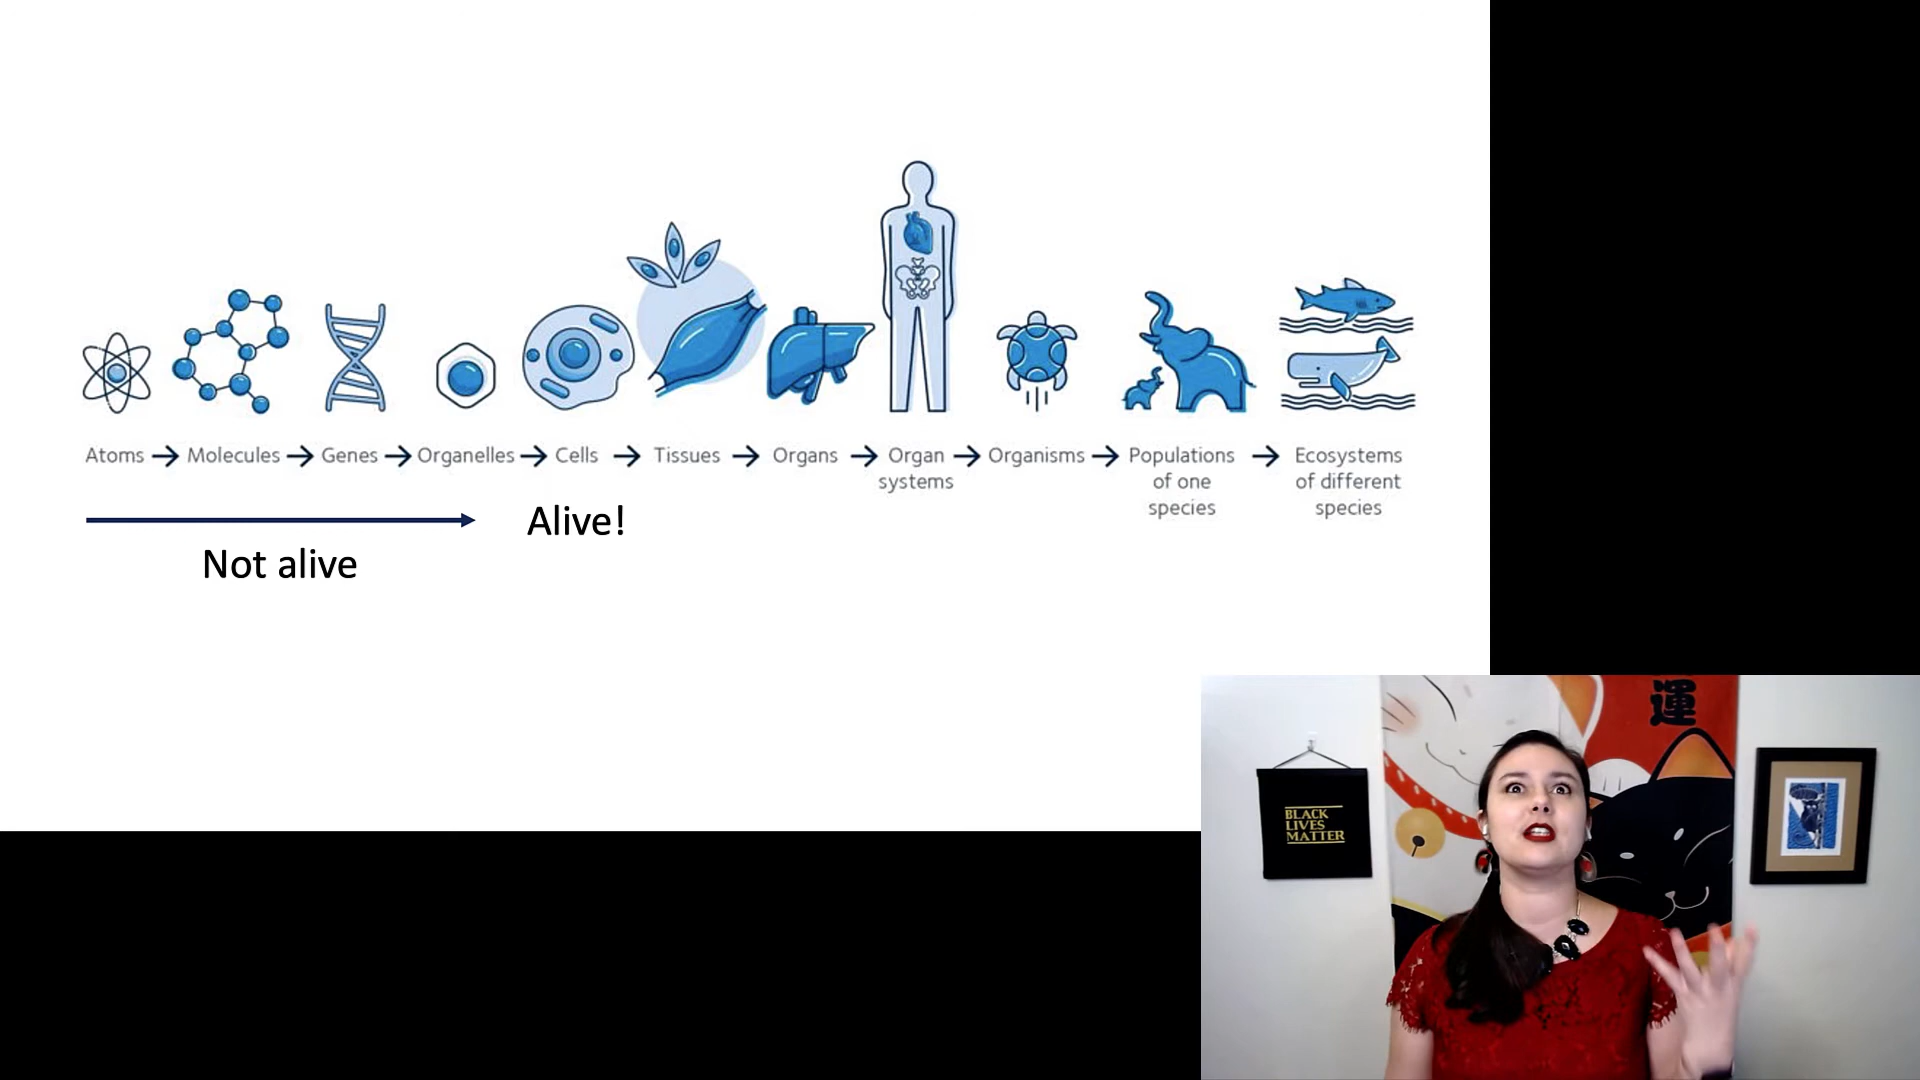 Atoms → Molecules → Genes → Organelles → Cells → Tissues → Organs → Organ systems → Organisms → Populations of one species → Ecosystems of different species
Alive!
Not alive
運
BLACK
LIVES
MATTER